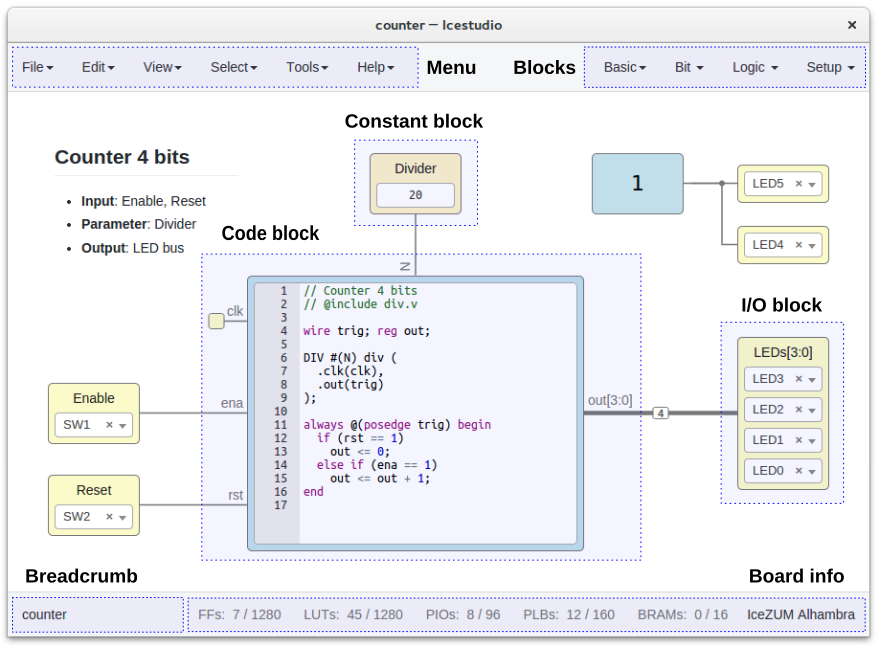 counter – Icestudio ×
File Edit View Select Tools Help Menu Blocks Basic Bit Logic Setup
Constant block
Counter 4 bits
Input: Enable, Reset
Parameter: Divider
Output: LED bus
Divider
20
1
LED5 ×
LED4 ×
Code block
N
clk
ena
rst
1 // Counter 4 bits
2 // @include div.v
3
4 wire trig; reg out;
5
6 DIV #(N) div (
7 .clk(clk),
8 .out(trig)
9 );
10
11 always @(posedge trig) begin
12 if (rst == 1)
13 out <= 0;
14 else if (ena == 1)
15 out <= out + 1;
16 end
17
Enable
SW1 ×
Reset
SW2 ×
out[3:0]
4
I/O block
LEDs[3:0]
LED3 ×
LED2 ×
LED1 ×
LED0 ×
Breadcrumb
Board info
counter FFs: 7 / 1280 LUTs: 45 / 1280 PIOs: 8 / 96 PLBs: 12 / 160 BRAMs: 0 / 16 IceZUM Alhambra